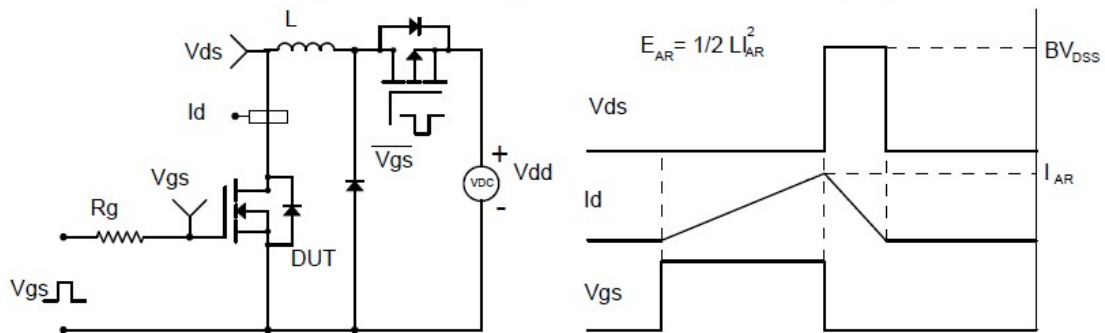 L
Vds
Id
Vgs
Vgs
+
Vdd
VDC
-
Vgs
Rg
DUT
Vgs
E_AR = 1/2 LI_AR^2
BV_DSS
Vds
I_AR
Id
Vgs